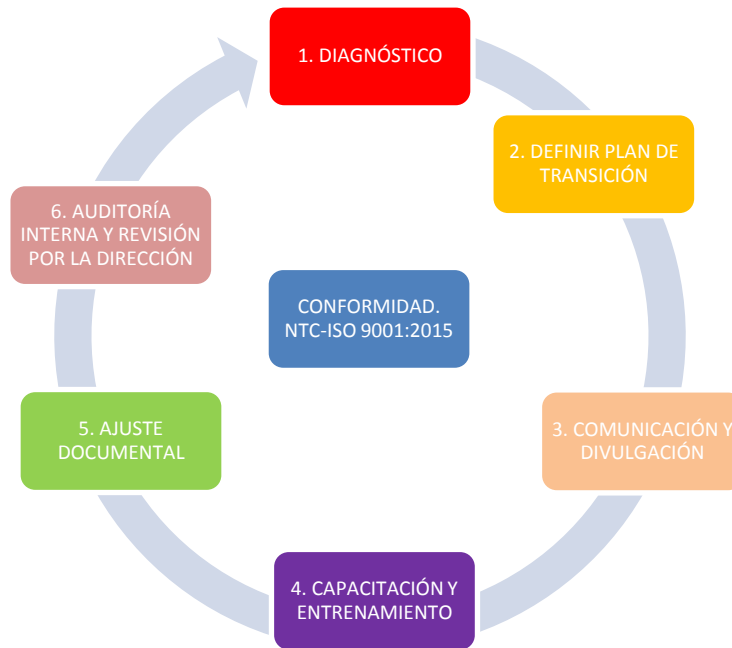 1. DIAGNÓSTICO
2. DEFINIR PLAN DE
TRANSICIÓN
3. COMUNICACIÓN Y
DIVULGACIÓN
4. CAPACITACIÓN Y
ENTRENAMIENTO
5. AJUSTE
DOCUMENTAL
6. AUDITORÍA
INTERNA Y REVISIÓN
POR LA DIRECCIÓN
CONFORMIDAD.
NTC-ISO 9001:2015